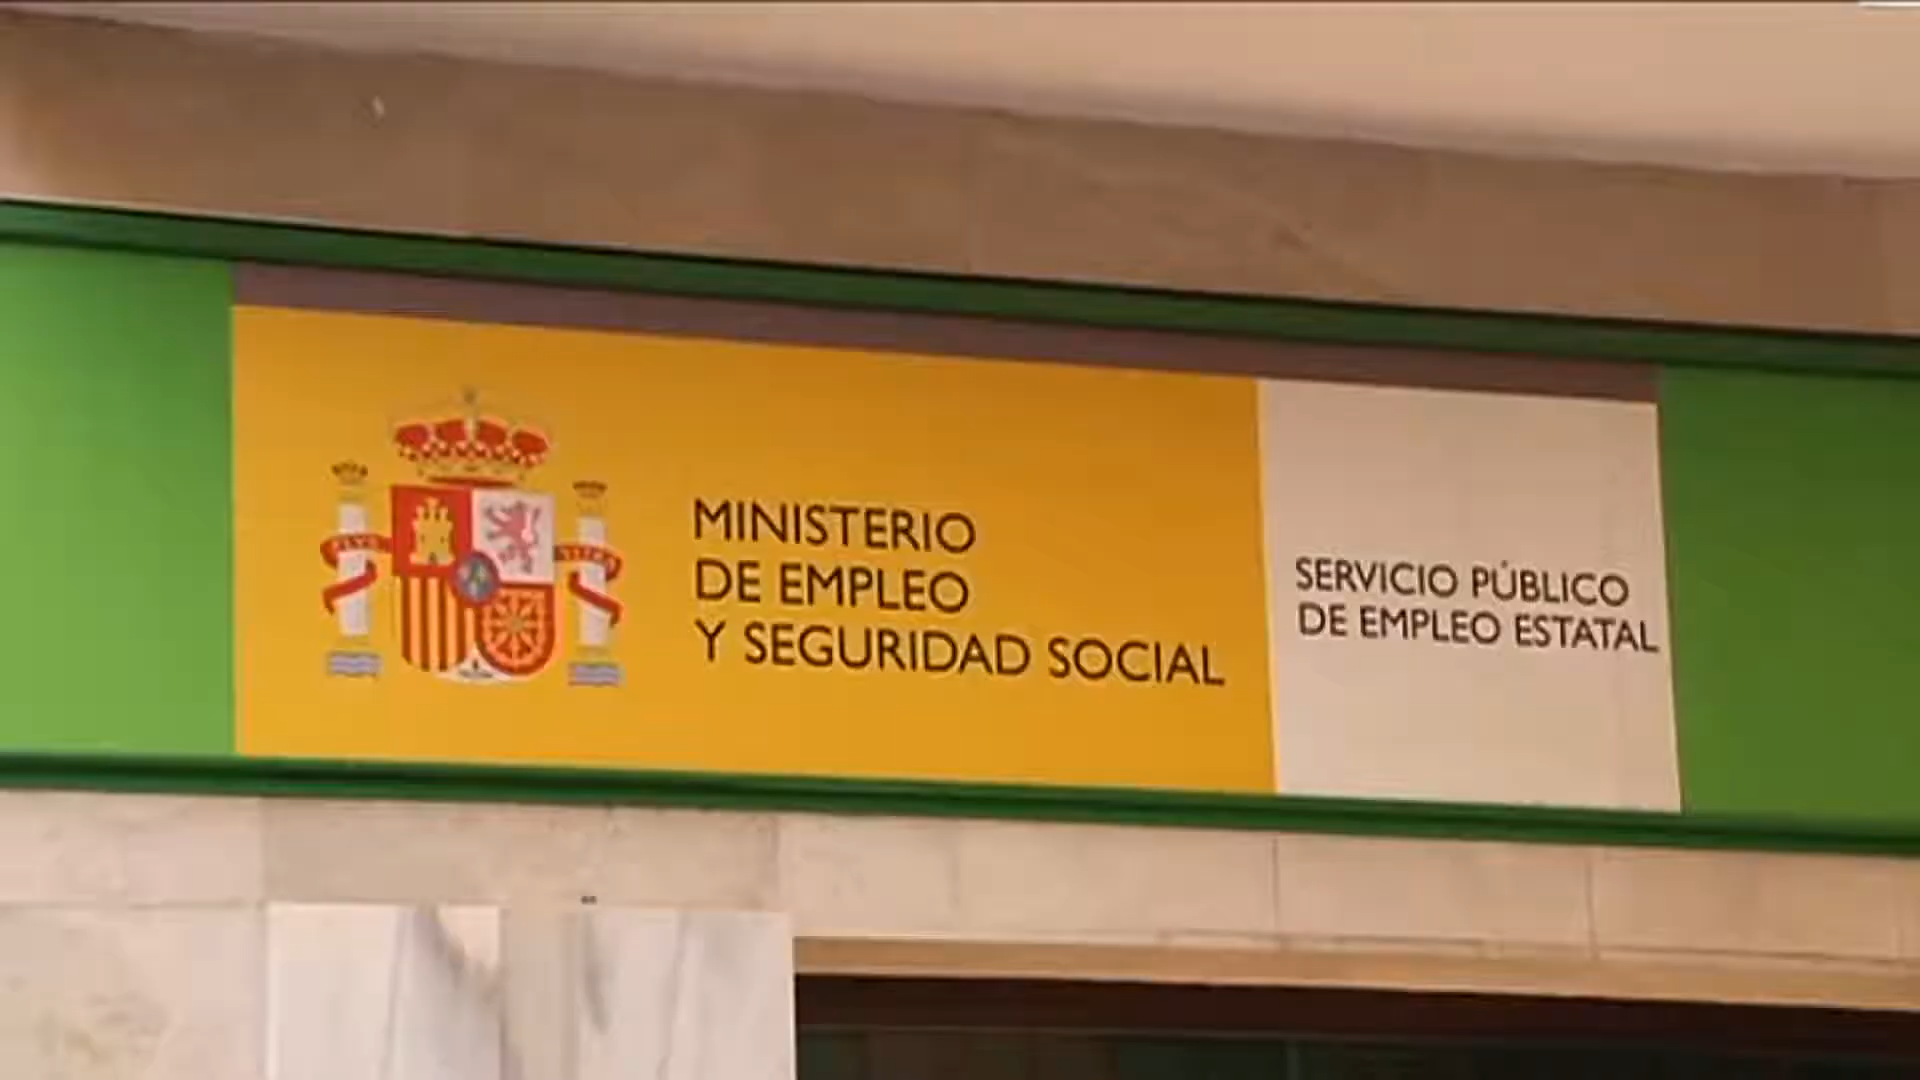 MINISTERIO
DE EMPLEO
Y SEGURIDAD SOCIAL
SERVICIO PÚBLICO
DE EMPLEO ESTATAL